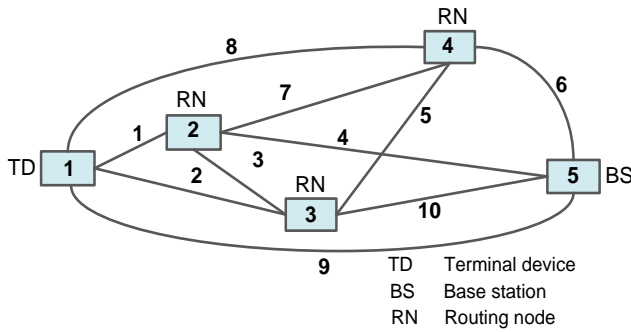 RN
4
8
6
7
RN
5
1
2
4
TD
1
3
2
RN
5
BS
3
10
9
TD Terminal device
BS Base station
RN Routing node